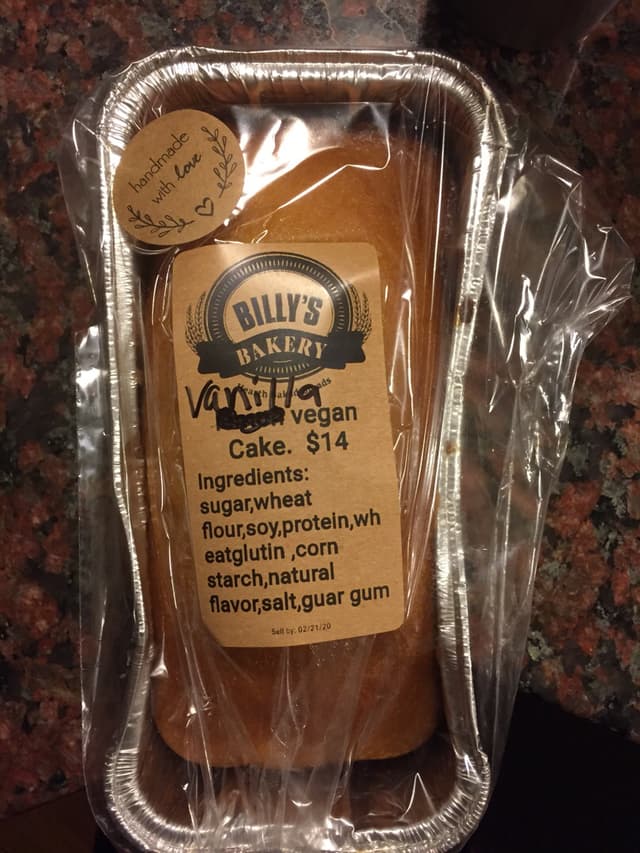 handmade
with love
BILLY'S
BAKERY
Vanilla
vegan
Cake. $14
Ingredients:
sugar,wheat
flour,soy,protein,wh
eatglutin ,corn
starch,natural
flavor,salt,guar gum
Sell by: 02/21/20